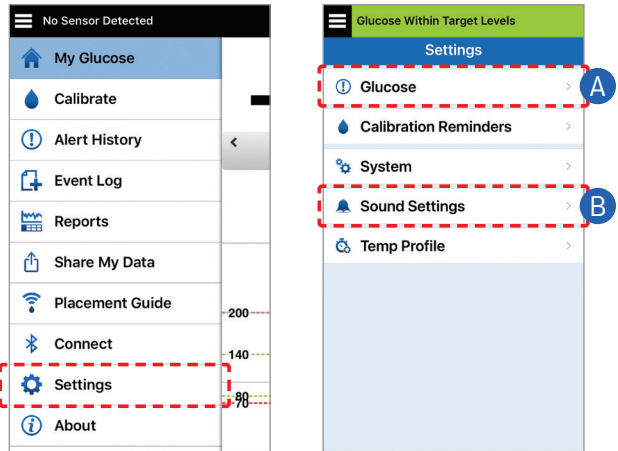 No Sensor Detected
My Glucose
Calibrate
Alert History
Event Log
Reports
Share My Data
Placement Guide
Connect
Settings
About
200
140
80
70
Glucose Within Target Levels
Settings
Glucose
A
Calibration Reminders
System
Sound Settings
B
Temp Profile